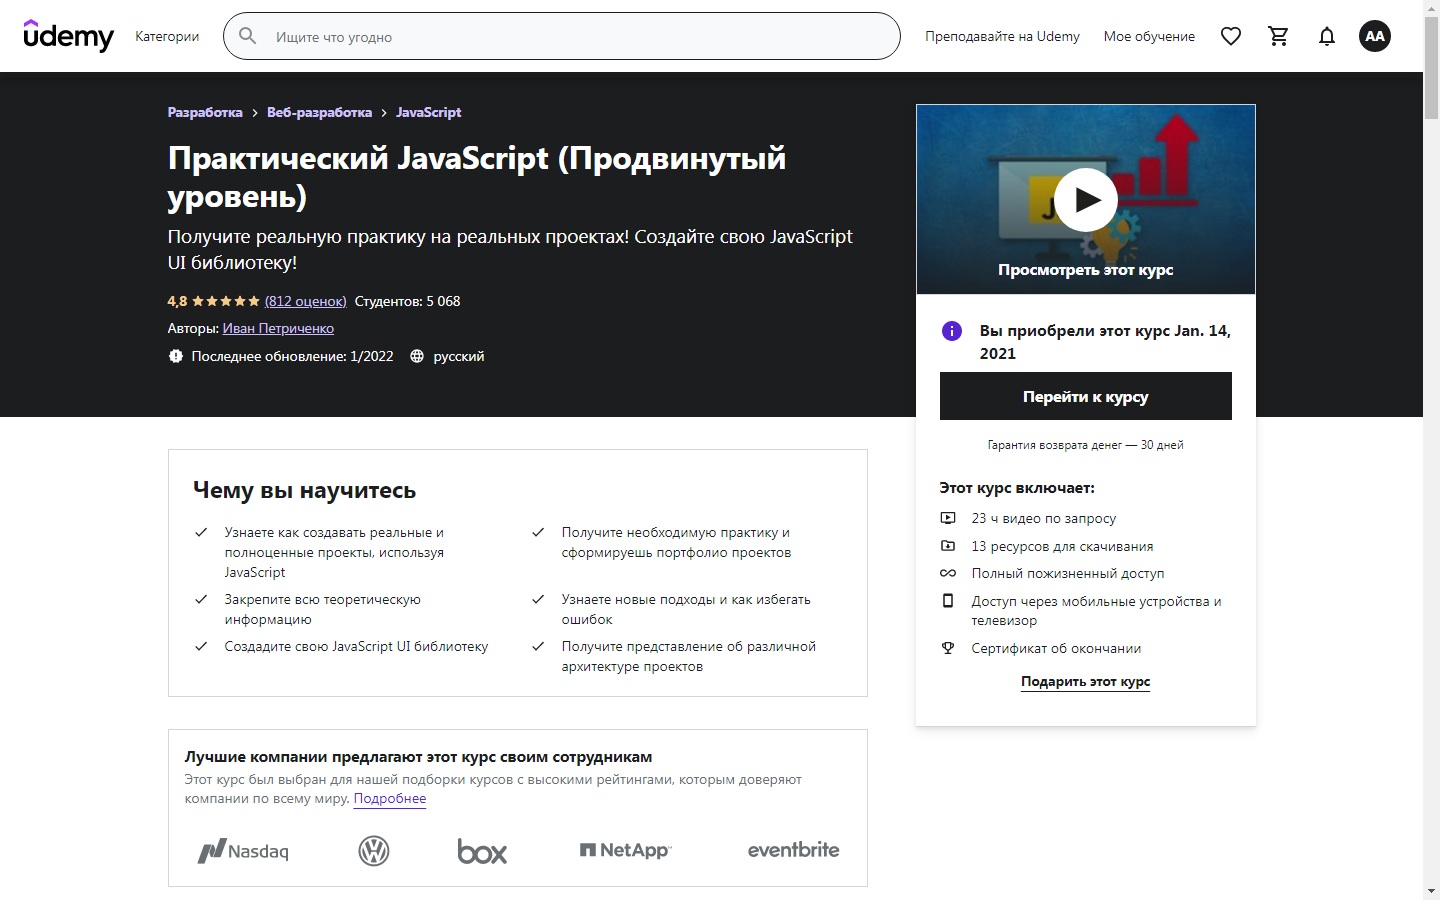 udemy
Категории
Ищите что угодно
Преподавайте на Udemy
Мое обучение
AA
Разработка > Веб-разработка > JavaScript
Практический JavaScript (Продвинутый
уровень)
Получите реальную практику на реальных проектах! Создайте свою JavaScript
UI библиотеку!
4,8 (812 оценок) Студентов: 5 068
Авторы: Иван Петриченко
Последнее обновление: 1/2022 русский
Просмотреть этот курс
Вы приобрели этот курс Jan. 14,
2021
Перейти к курсу
Гарантия возврата денег — 30 дней
Этот курс включает:
23 ч видео по запросу
13 ресурсов для скачивания
Полный пожизненный доступ
Доступ через мобильные устройства и
телевизор
Сертификат об окончании
Подарить этот курс
Чему вы научитесь
Узнаете как создавать реальные и
полноценные проекты, используя
JavaScript
Получите необходимую практику и
сформируешь портфолио проектов
Закрепите всю теоретическую
информацию
Узнаете новые подходы и как избегать
ошибок
Создадите свою JavaScript UI библиотеку
Получите представление об различной
архитектуре проектов
Лучшие компании предлагают этот курс своим сотрудникам
Этот курс был выбран для нашей подборки курсов с высокими рейтингами, которым доверяют
компании по всему миру. Подробнее
Nasdaq
box
NetApp
eventbrite